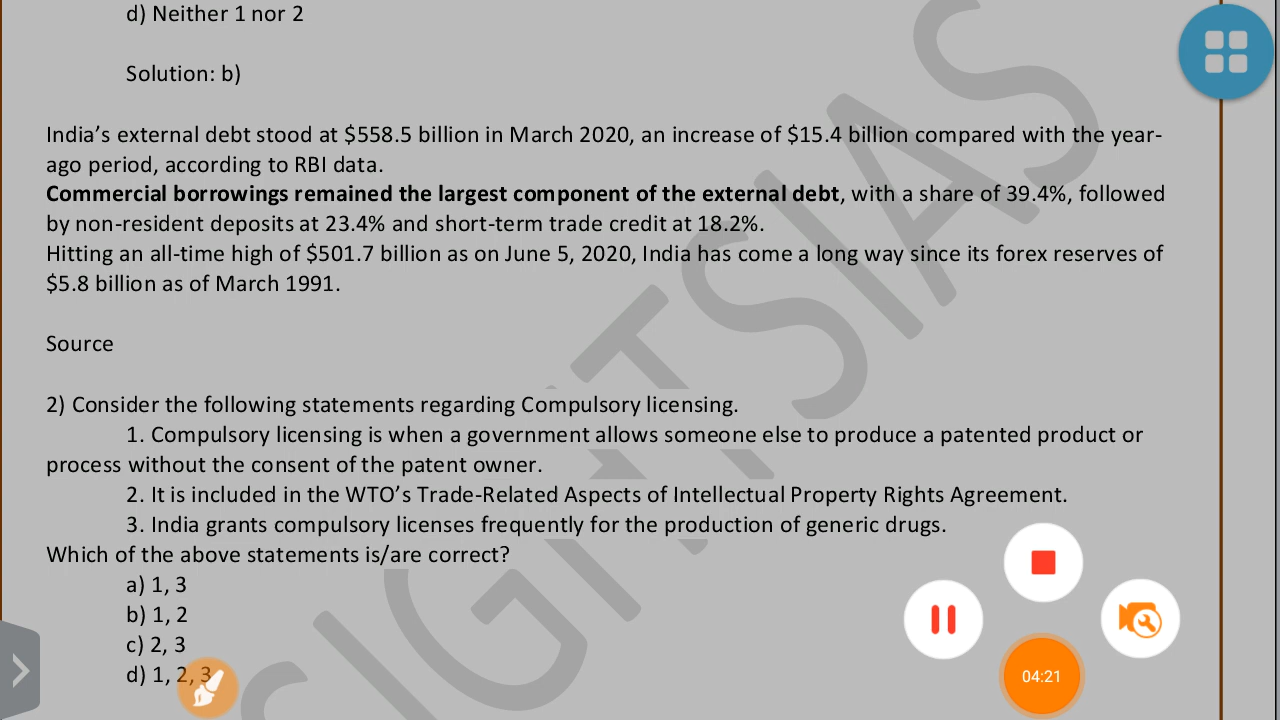 d) Neither 1 nor 2
Solution: b)
India’s external debt stood at $558.5 billion in March 2020, an increase of $15.4 billion compared with the year-
ago period, according to RBI data.
Commercial borrowings remained the largest component of the external debt, with a share of 39.4%, followed
by non-resident deposits at 23.4% and short-term trade credit at 18.2%.
Hitting an all-time high of $501.7 billion as on June 5, 2020, India has come a long way since its forex reserves of
$5.8 billion as of March 1991.
Source
2) Consider the following statements regarding Compulsory licensing.
1. Compulsory licensing is when a government allows someone else to produce a patented product or
process without the consent of the patent owner.
2. It is included in the WTO’s Trade-Related Aspects of Intellectual Property Rights Agreement.
3. India grants compulsory licenses frequently for the production of generic drugs.
Which of the above statements is/are correct?
a) 1, 3
b) 1, 2
c) 2, 3
d) 1, 2, 3
04:21
SIGHTSIAS